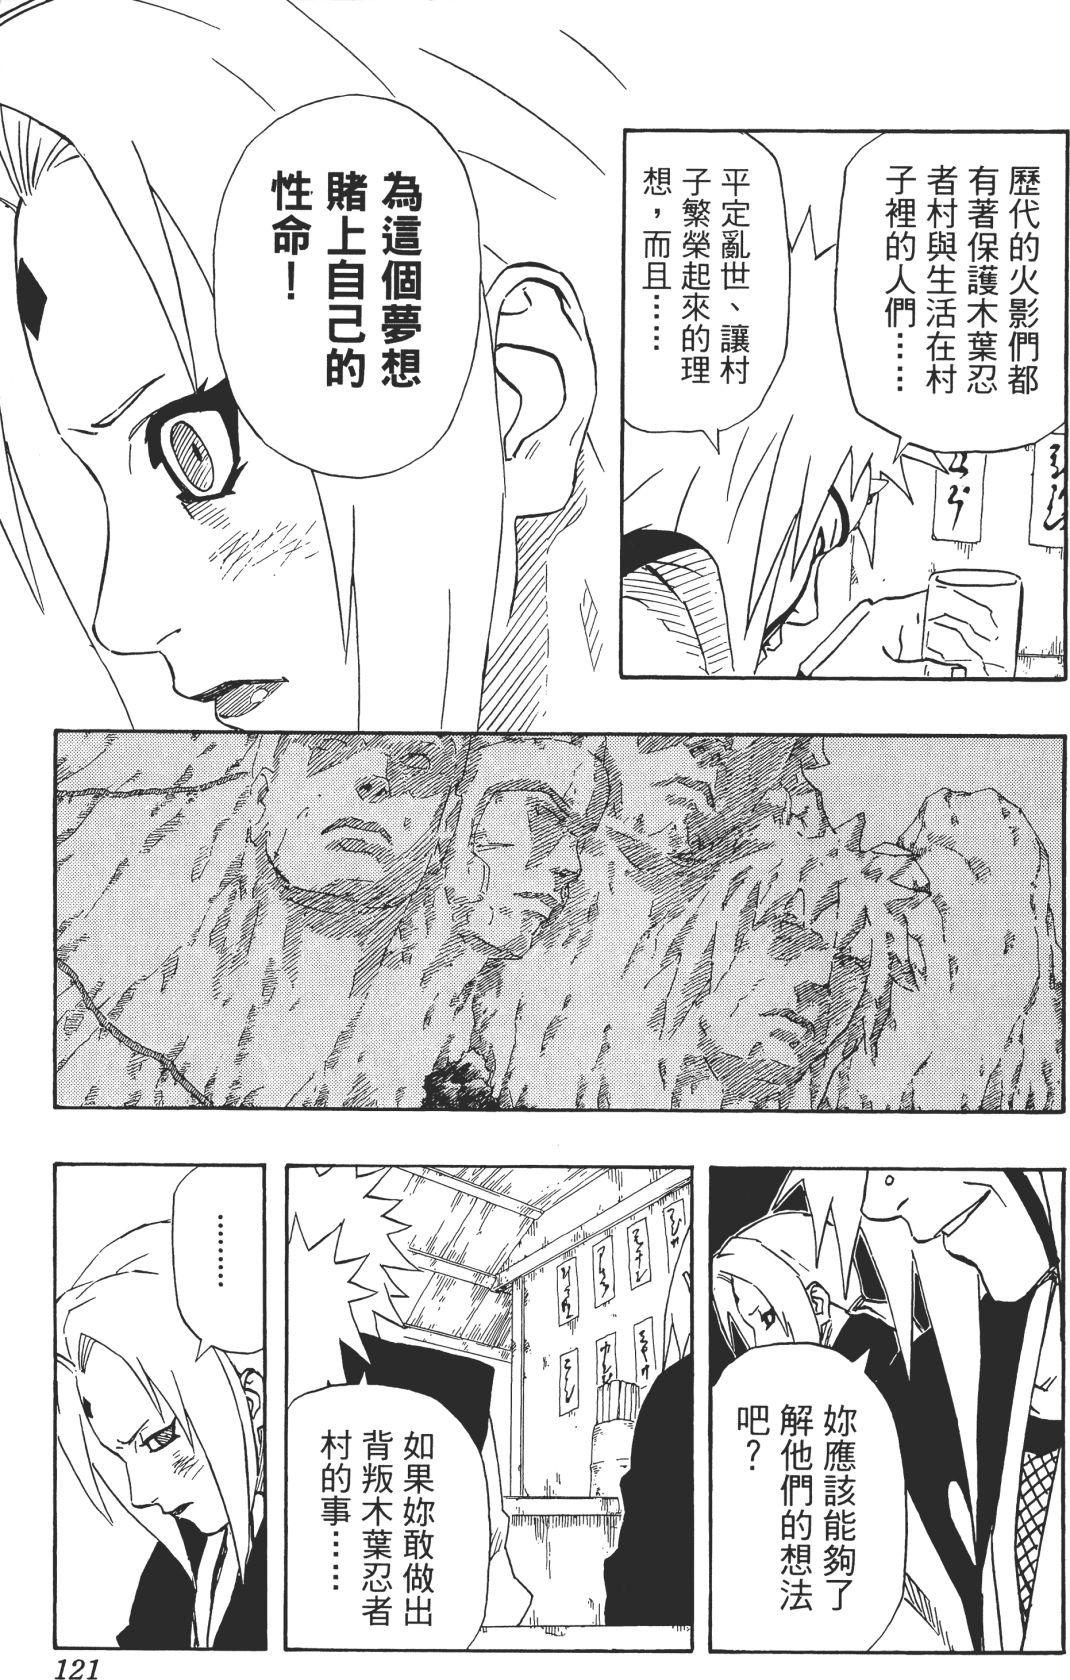 歷代的火影們都
有著保護木葉忍
者村與生活在村
子裡的人們……
平定亂世、讓村
子繁榮起來的理
想，而且……
為這個夢想
賭上自己的
性命！
妳應該能夠了
解他們的想法
吧？
如果妳敢做出
背叛木葉忍者
村的事……
………
121